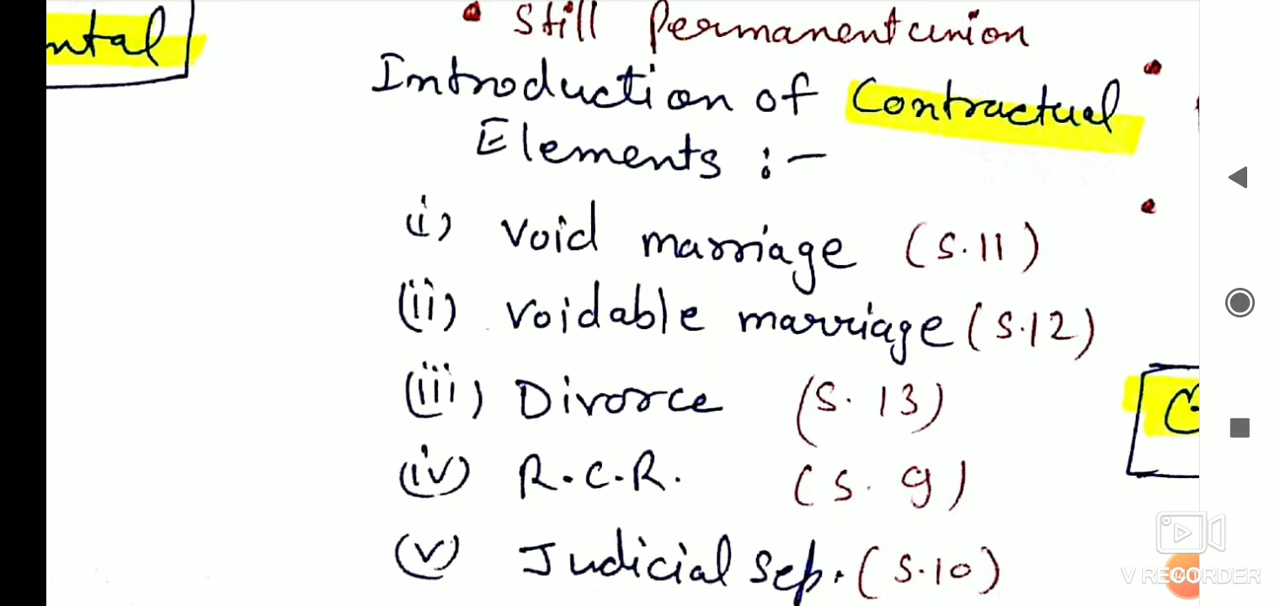 ntal
• Still Permanent union
Introduction of Contractual
Elements :-
(i) Void marriage (S.11)
(ii) Voidable marriage (S.12)
(iii) Divorce (S.13)
(iv) R.C.R. (S.9)
(v) Judicial Sep. (S.10)
V RECORDER